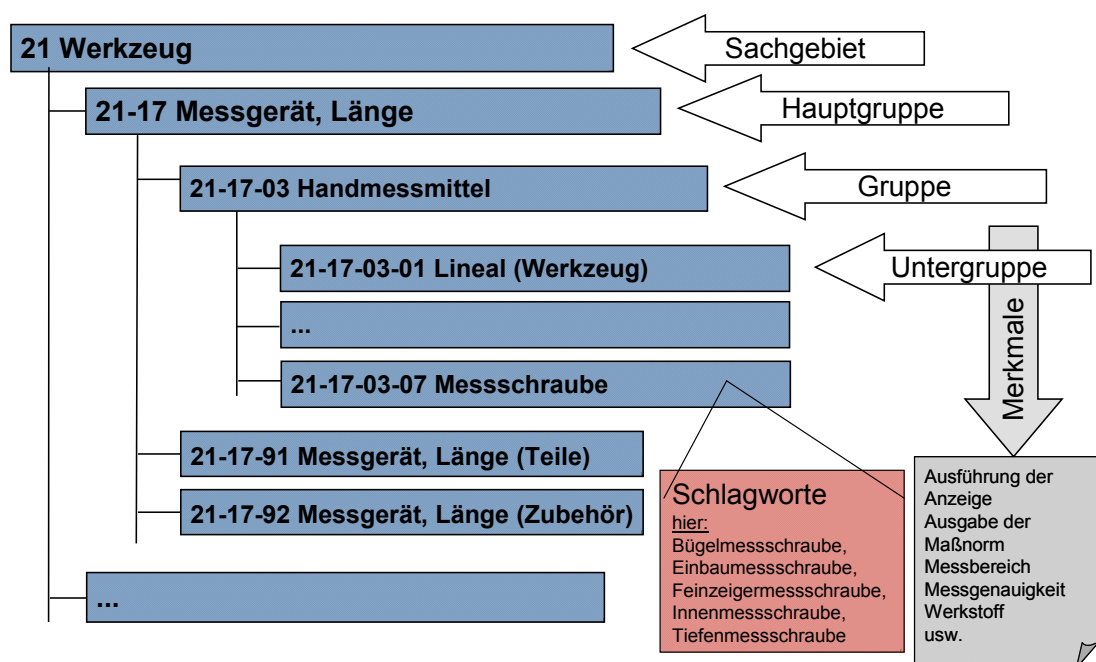 21 Werkzeug
Sachgebiet
21-17 Messgerät, Länge
Hauptgruppe
21-17-03 Handmessmittel
Gruppe
21-17-03-01 Lineal (Werkzeug)
Untergruppe
...
21-17-03-07 Messschraube
Merkmale
21-17-91 Messgerät, Länge (Teile)
21-17-92 Messgerät, Länge (Zubehör)
...
Schlagworte
hier:
Bügelmessschraube,
Einbaumessschraube,
Feinzeigermessschraube,
Innenmessschraube,
Tiefenmessschraube
Ausführung der
Anzeige
Ausgabe der
Maßnorm
Messbereich
Messgenauigkeit
Werkstoff
usw.